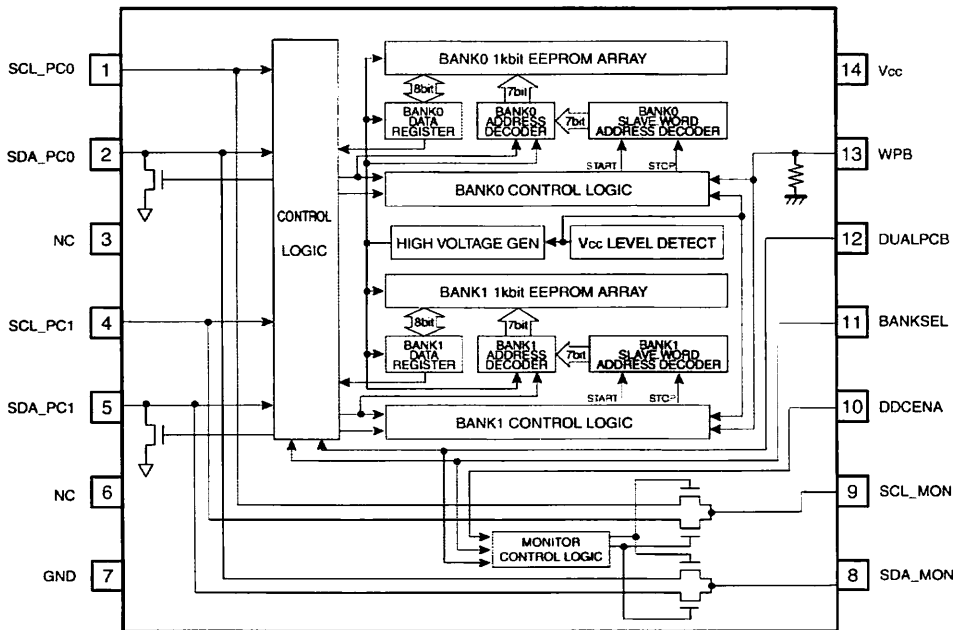 SCL_PC0
1
SDA_PC0
2
NC
3
SCL_PC1
4
SDA_PC1
5
NC
6
GND
7
CONTROL
LOGIC
BANK0 1kbit EEPROM ARRAY
8bit
7bit
BANK0
DATA
REGISTER
BANK0
ADDRESS
DECODER
7bit
BANK0
SLAVE WORD
ADDRESS DECODER
START
STOP
BANK0 CONTROL LOGIC
HIGH VOLTAGE GEN
Vcc LEVEL DETECT
BANK1 1kbit EEPROM ARRAY
8bit
7bit
BANK1
DATA
REGISTER
BANK1
ADDRESS
DECODER
7bit
BANK1
SLAVE WORD
ADDRESS DECODER
START
STOP
BANK1 CONTROL LOGIC
MONITOR
CONTROL LOGIC
14
Vcc
13
WPB
12
DUALPCB
11
BANKSEL
10
DDCENA
9
SCL_MON
8
SDA_MON